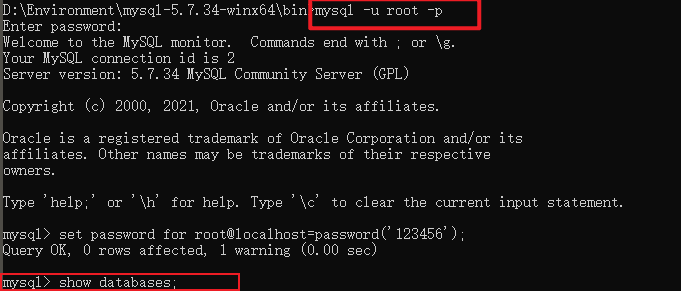 D:\Environment\mysql-5.7.34-winx64\bin>mysql -u root -p
Enter password:
Welcome to the MySQL monitor.  Commands end with ; or \g.
Your MySQL connection id is 2
Server version: 5.7.34 MySQL Community Server (GPL)
Copyright (c) 2000, 2021, Oracle and/or its affiliates.
Oracle is a registered trademark of Oracle Corporation and/or its
affiliates. Other names may be trademarks of their respective
owners.
Type 'help;' or '\h' for help. Type '\c' to clear the current input statement.
mysql> set password for root@localhost=password('123456');
Query OK, 0 rows affected, 1 warning (0.00 sec)
mysql> show databases;